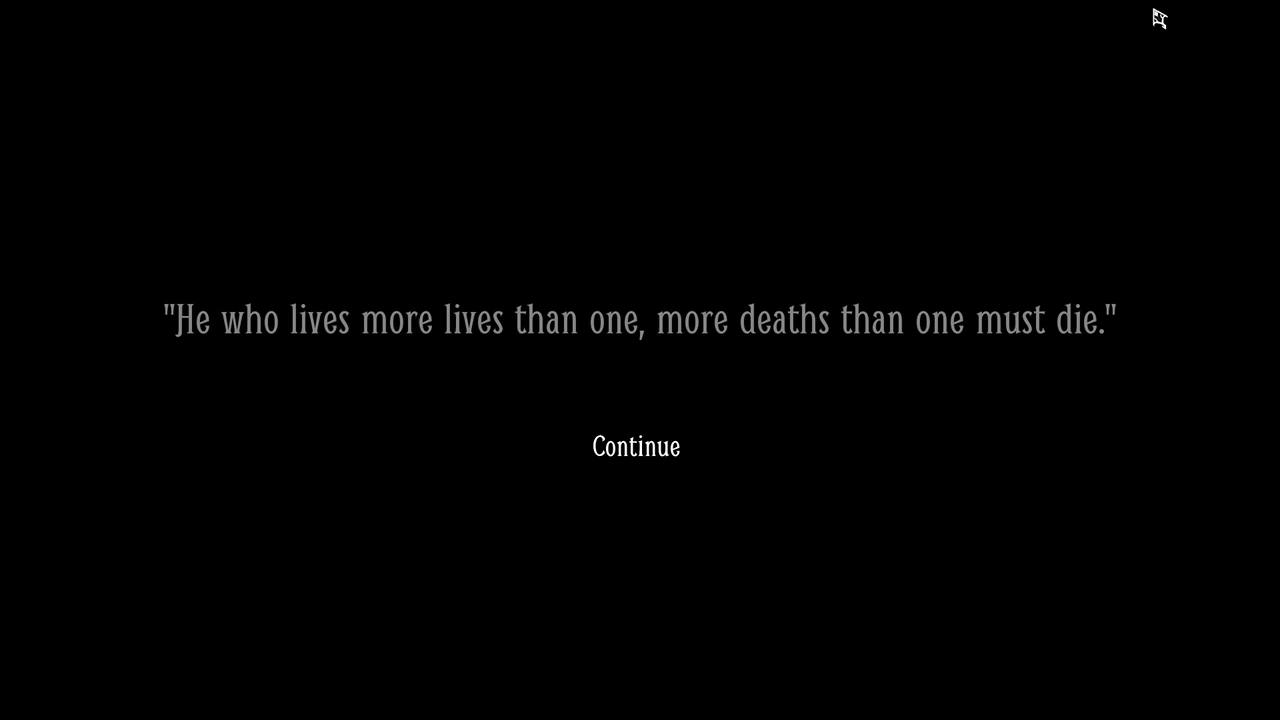 "He who lives more lives than one, more deaths than one must die."
Continue